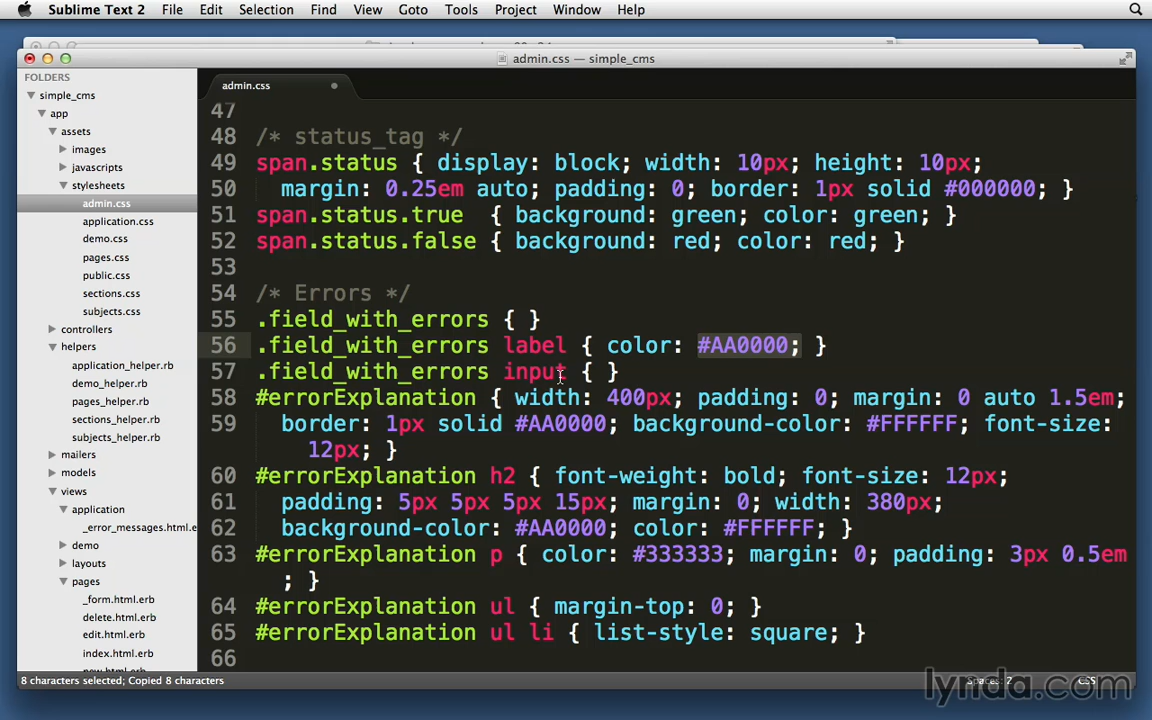 Sublime Text 2 File Edit Selection Find View Goto Tools Project Window Help
admin.css — simple_cms
FOLDERS
simple_cms
app
assets
images
javascripts
stylesheets
admin.css
application.css
demo.css
pages.css
public.css
sections.css
subjects.css
controllers
helpers
application_helper.rb
demo_helper.rb
pages_helper.rb
sections_helper.rb
subjects_helper.rb
mailers
models
views
application
_error_messages.html.e
demo
layouts
pages
_form.html.erb
delete.html.erb
edit.html.erb
index.html.erb
new.html.erb
admin.css
47
48 /* status_tag */
49 span.status { display: block; width: 10px; height: 10px;
50 margin: 0.25em auto; padding: 0; border: 1px solid #000000; }
51 span.status.true { background: green; color: green; }
52 span.status.false { background: red; color: red; }
53
54 /* Errors */
55 .field_with_errors { }
56 .field_with_errors label { color: #AA0000; }
57 .field_with_errors input { }
58 #errorExplanation { width: 400px; padding: 0; margin: 0 auto 1.5em;
59 border: 1px solid #AA0000; background-color: #FFFFFF; font-size:
12px; }
60 #errorExplanation h2 { font-weight: bold; font-size: 12px;
61 padding: 5px 5px 5px 15px; margin: 0; width: 380px;
62 background-color: #AA0000; color: #FFFFFF; }
63 #errorExplanation p { color: #333333; margin: 0; padding: 3px 0.5em
; }
64 #errorExplanation ul { margin-top: 0; }
65 #errorExplanation ul li { list-style: square; }
66
8 characters selected; Copied 8 characters Spaces: 2 CSS
lynda.com